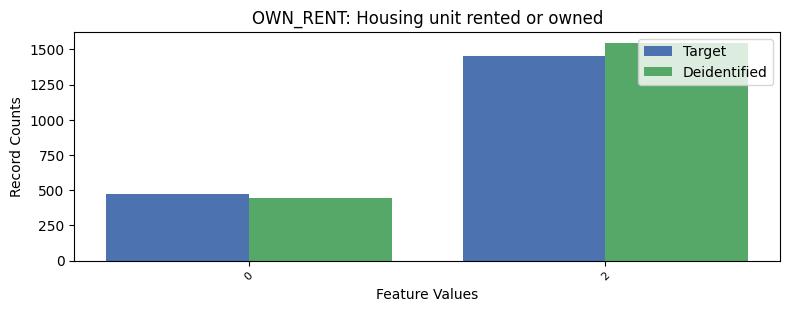 OWN_RENT: Housing unit rented or owned
Target
Deidentified
Record Counts
1500
1250
1000
750
500
250
0
0
2
Feature Values